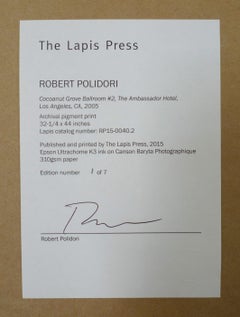 The Lapis Press
ROBERT POLIDORI
Cocoanut Grove Ballroom #2, The Ambassador Hotel,
Los Angeles, CA, 2005
Archival pigment print
32-1/4 x 44 inches
Lapis catalog number: RP15-0040.2
Published and printed by The Lapis Press, 2015
Epson Ultrachrome K3 ink on Canson Baryta Photographique
310gsm paper
Edition number 1 of 7
Robert Polidori